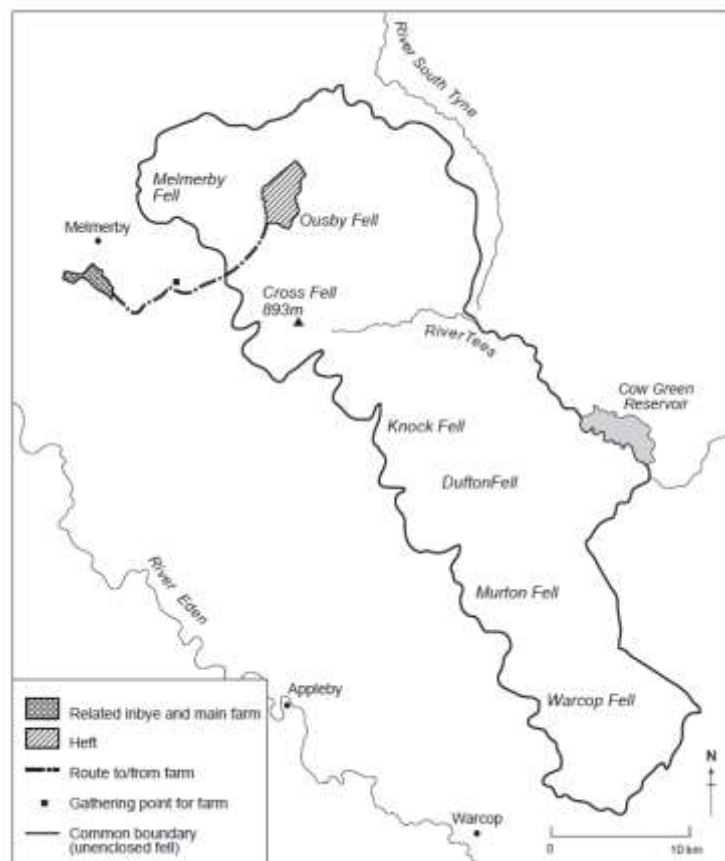 River South Tyne
Melmerby
Fell
Melmerby
Ousby Fell
Cross Fell
893m
RiverTees
Cow Green
Reservoir
Knock Fell
DuftonFell
River Eden
Murton Fell
Appleby
Warcop Fell
Warcop
Related inbye and main farm
Heft
Route to/from farm
Gathering point for farm
Common boundary
(unenclosed fell)
N
0 10 km